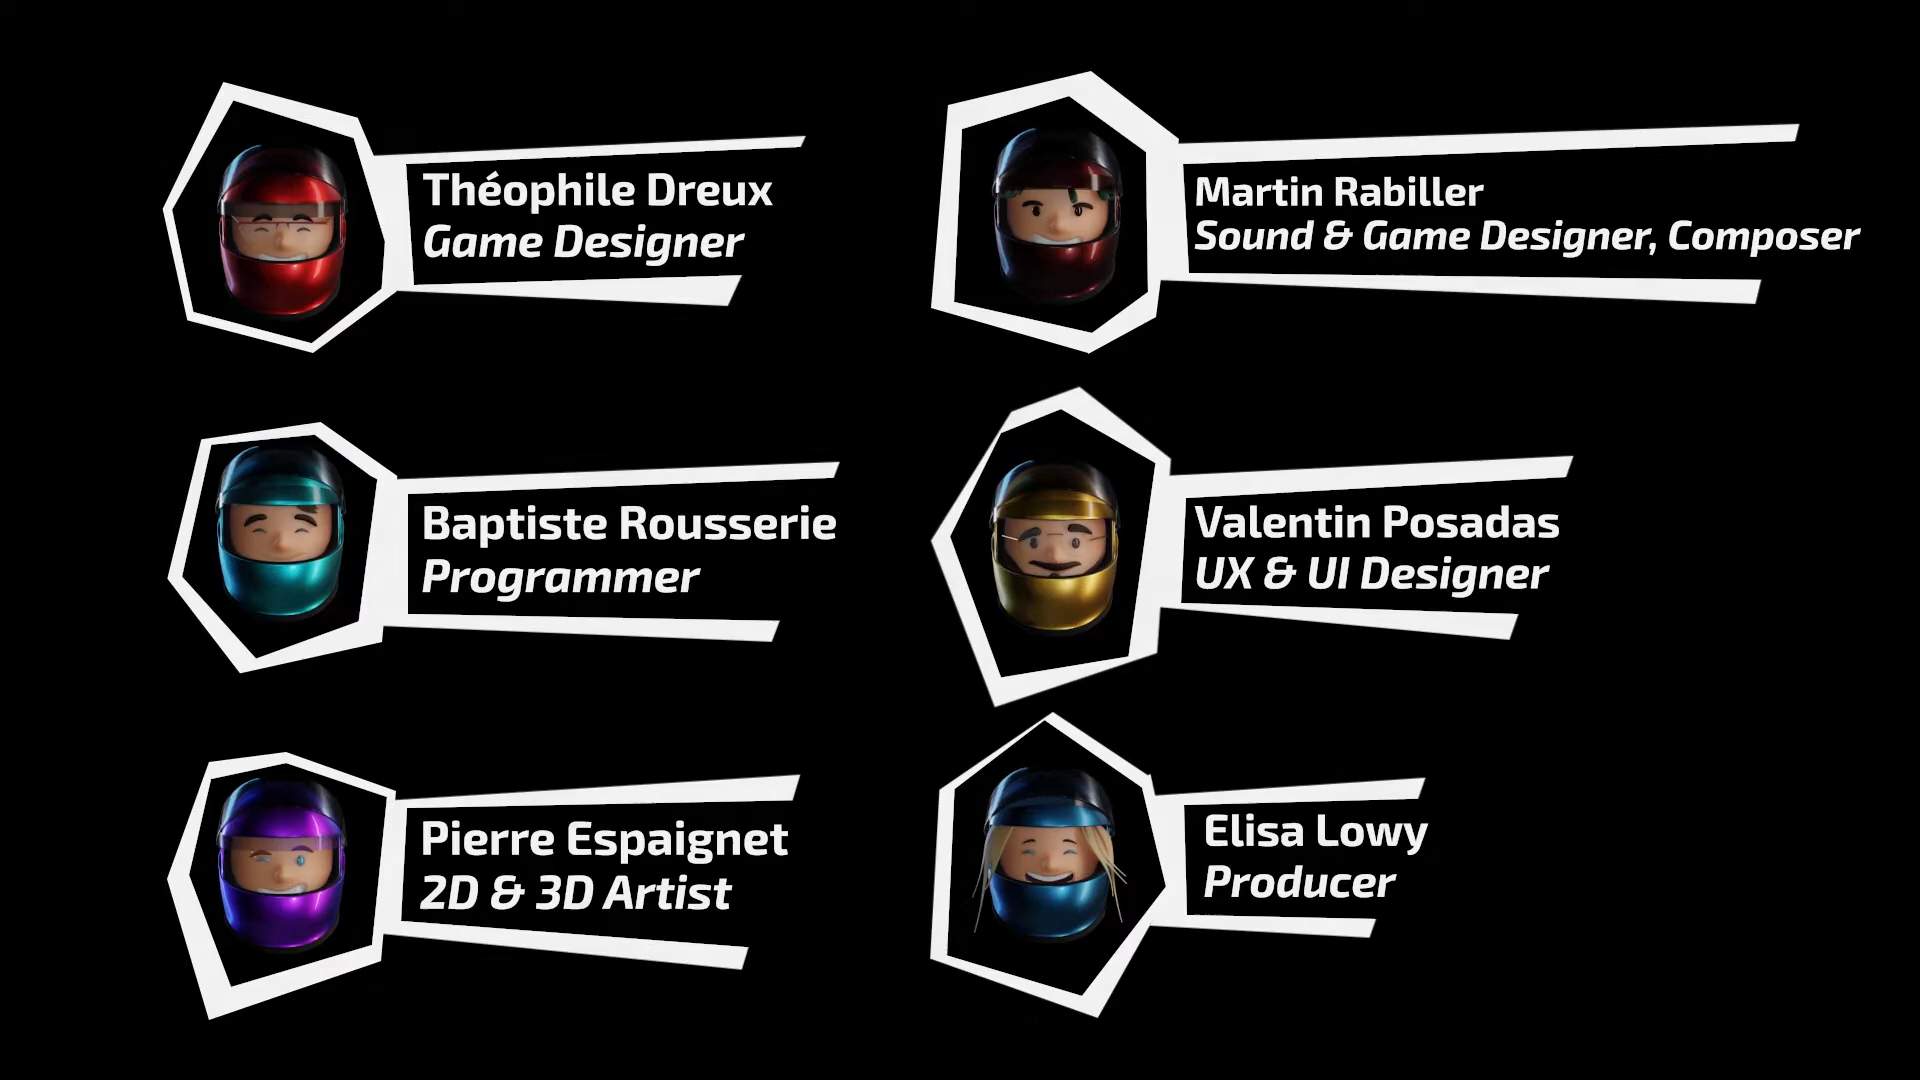 Théophile Dreux
Game Designer
Martin Rabiller
Sound & Game Designer, Composer
Baptiste Rousserie
Programmer
Valentin Posadas
UX & UI Designer
Pierre Espaignet
2D & 3D Artist
Elisa Lowy
Producer